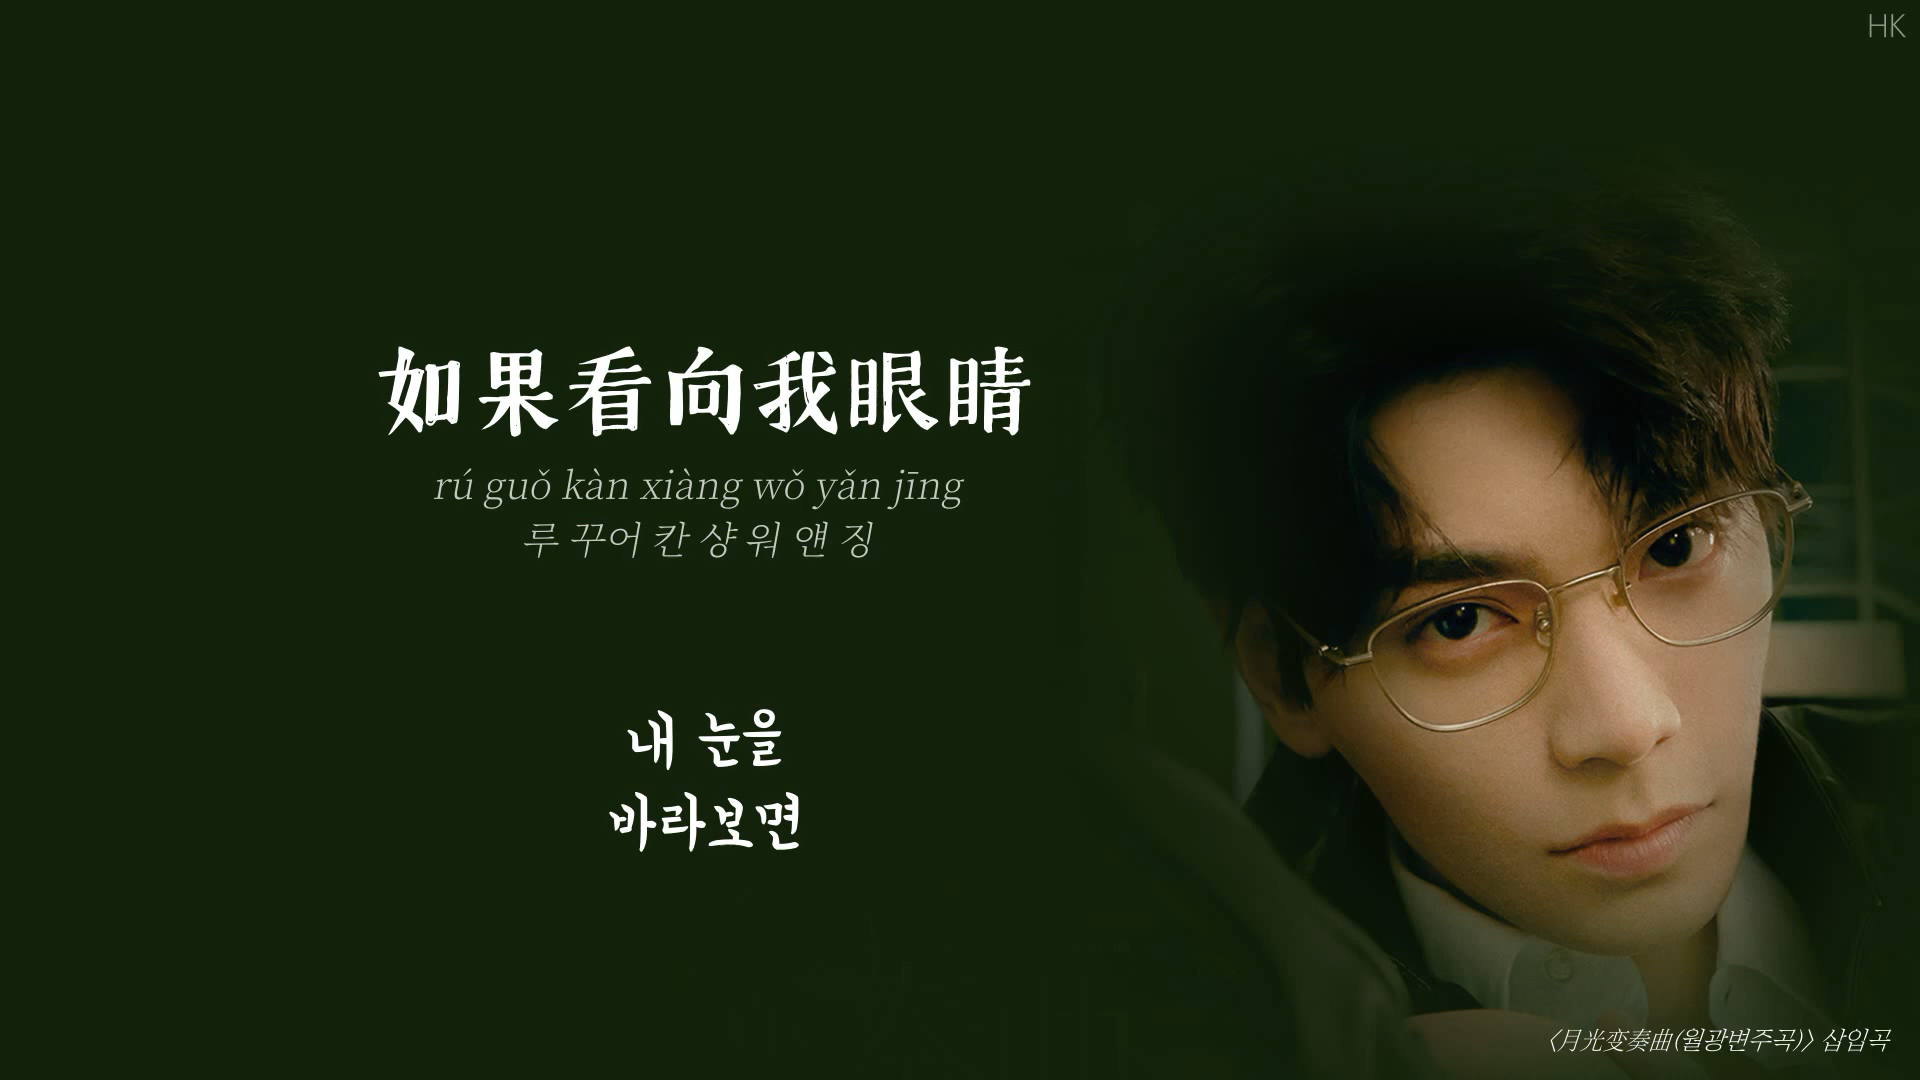 HK
如果看向我眼睛
rú guǒ kàn xiàng wǒ yǎn jīng
루 꾸어 칸 샹 워 얜 징
내 눈을
바라보면
〈月光变奏曲(월광변주곡)〉 삽입곡